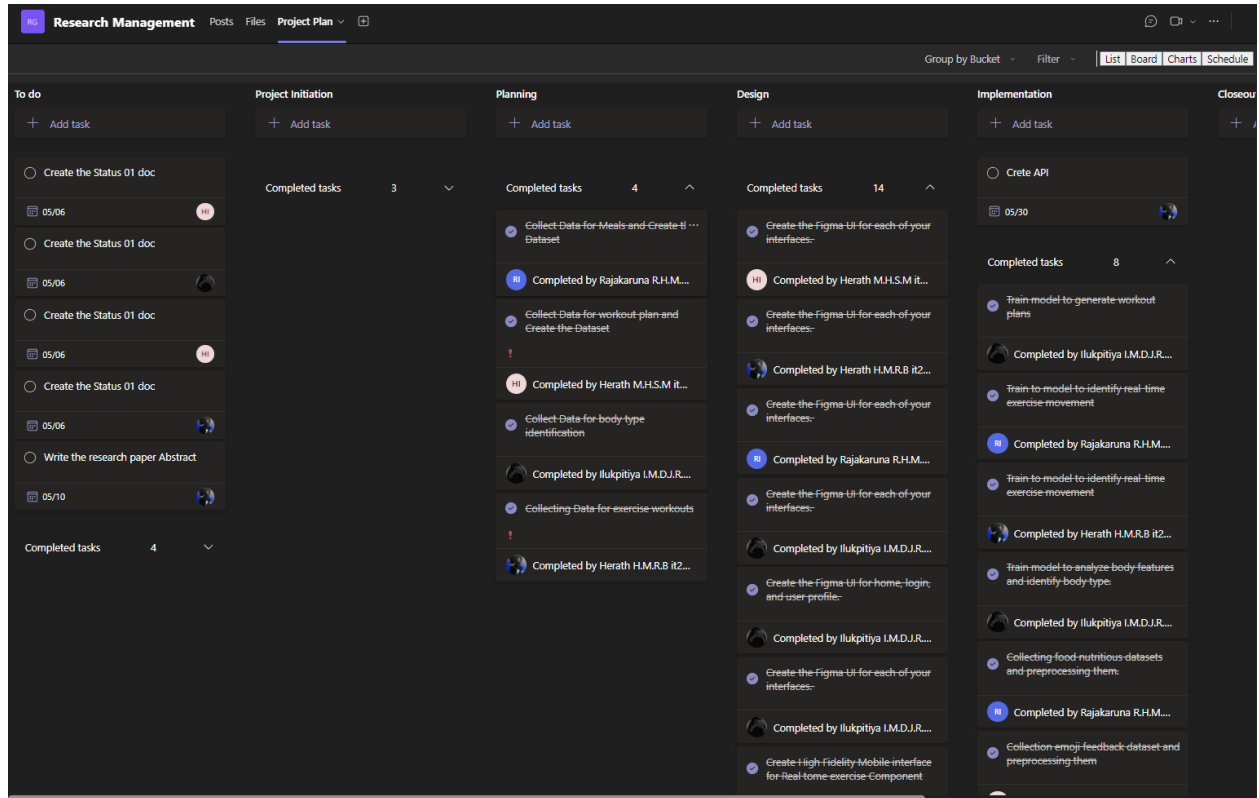 RG Research Management Posts Files Project Plan
Group by Bucket Filter List Board Charts Schedule
To do
Add task
Create the Status 01 doc
05/06
HI
Create the Status 01 doc
05/06
Create the Status 01 doc
05/06
HI
Create the Status 01 doc
05/06
Write the research paper Abstract
05/10
Completed tasks 4
Project Initiation
Add task
Completed tasks 3
Planning
Add task
Completed tasks 4
Collect Data for Meals and Create tl ···
Dataset
RI Completed by Rajakaruna R.H.M....
Collect Data for workout plan and
Create the Dataset
!
HI Completed by Herath M.H.S.M it...
Collect Data for body type
identification
Completed by Ilukpitiya I.M.D.J.R....
Collecting Data for exercise workouts
!
Completed by Herath H.M.R.B it2...
Design
Add task
Completed tasks 14
Create the Figma UI for each of your
interfaces.
HI Completed by Herath M.H.S.M it...
Create the Figma UI for each of your
interfaces.
Completed by Herath H.M.R.B it2...
Create the Figma UI for each of your
interfaces.
RI Completed by Rajakaruna R.H.M....
Create the Figma UI for each of your
interfaces.
Completed by Ilukpitiya I.M.D.J.R....
Create the Figma UI for home, login,
and user profile.
Completed by Ilukpitiya I.M.D.J.R....
Create the Figma UI for each of your
interfaces.
Completed by Ilukpitiya I.M.D.J.R....
Create High Fidelity Mobile interface
for Real tome exercise Component
Implementation
Add task
Crete API
05/30
Completed tasks 8
Train model to generate workout
plans
Completed by Ilukpitiya I.M.D.J.R....
Train to model to identify real-time
exercise movement
RI Completed by Rajakaruna R.H.M....
Train to model to identify real-time
exercise movement
Completed by Herath H.M.R.B it2...
Train model to analyze body features
and identify body type.
Completed by Ilukpitiya I.M.D.J.R....
Collecting food nutritious datasets
and preprocessing them.
RI Completed by Rajakaruna R.H.M....
Collection emoji feedback dataset and
preprocessing them
Closeou